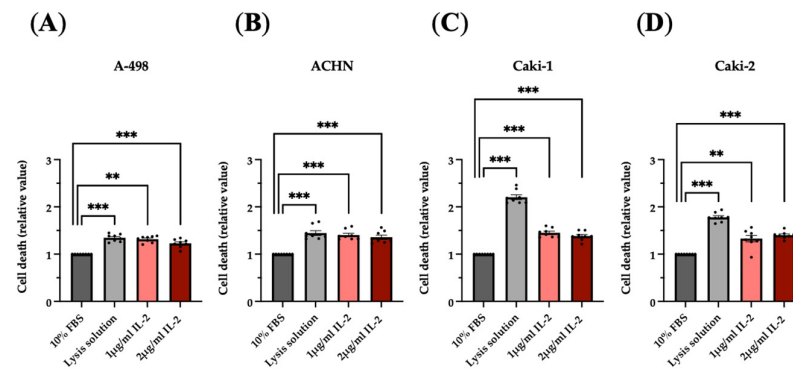 (A)
A-498
Cell death (relative value)
3
2
1
0
***
**
***
10% FBS
Lysis solution
1µg/ml IL-2
2µg/ml IL-2
(B)
ACHN
Cell death (relative value)
3
2
1
0
***
***
***
10% FBS
Lysis solution
1µg/ml IL-2
2µg/ml IL-2
(C)
Caki-1
Cell death (relative value)
3
2
1
0
***
***
***
10% FBS
Lysis solution
1µg/ml IL-2
2µg/ml IL-2
(D)
Caki-2
Cell death (relative value)
3
2
1
0
***
**
***
10% FBS
Lysis solution
1µg/ml IL-2
2µg/ml IL-2